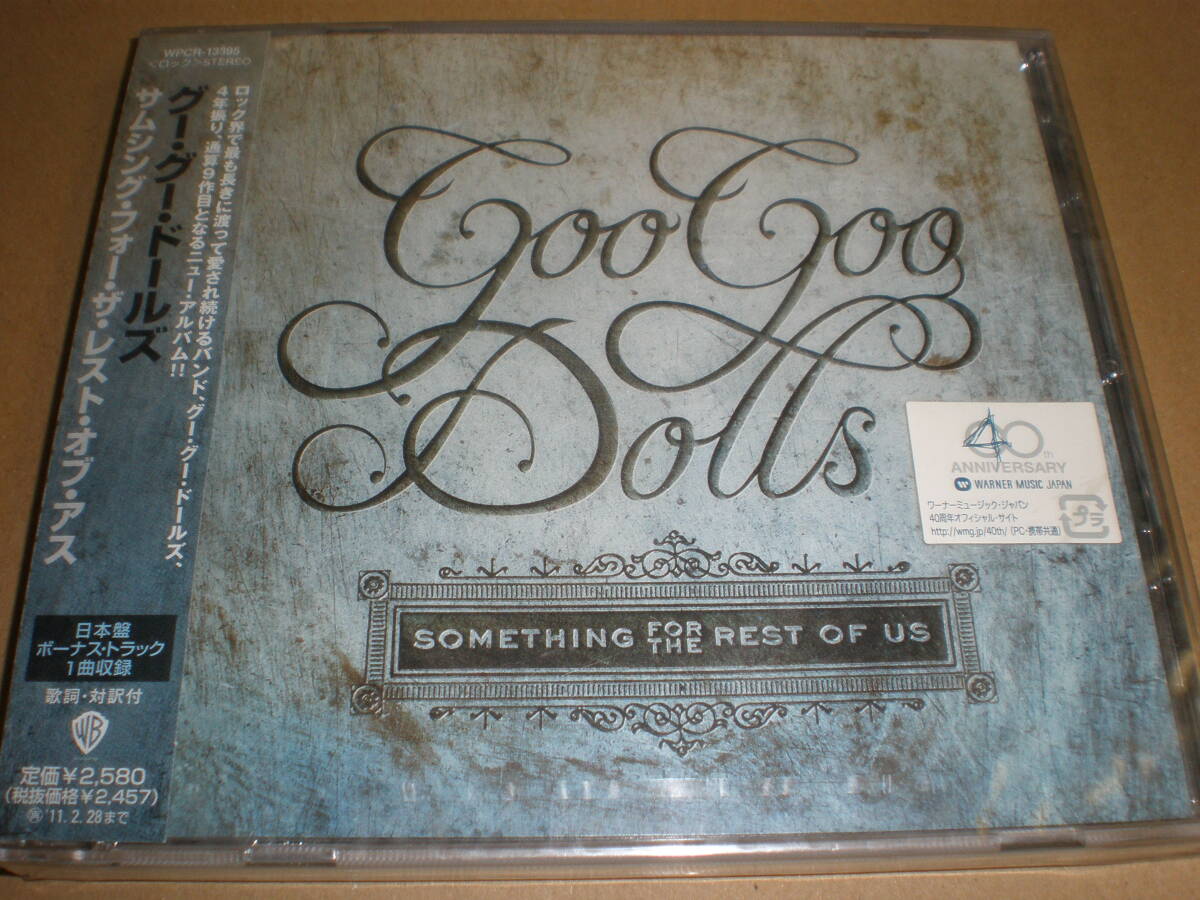 WPCR-13395
<ロック>STEREO
ロック界で最も長きに渡って愛され続けるバンド、グー・グー・ドールズ、
4年振り、通算9作目となるニュー・アルバム!!
グー・グー・ドールズ
サムシング・フォー・ザ・レスト・オブ・アス
日本盤
ボーナス・トラック
1曲収録
歌詞・対訳付
WB
定価¥2,580
(税抜価格¥2,457)
'11.2.28まで
Goo Goo
Dolls
SOMETHING FOR THE REST OF US
40th
ANNIVERSARY
WARNER MUSIC JAPAN
ワーナーミュージック・ジャパン
40周年オフィシャル・サイト
http://wmg.jp/40th/ [PC・携帯共通]
プラ